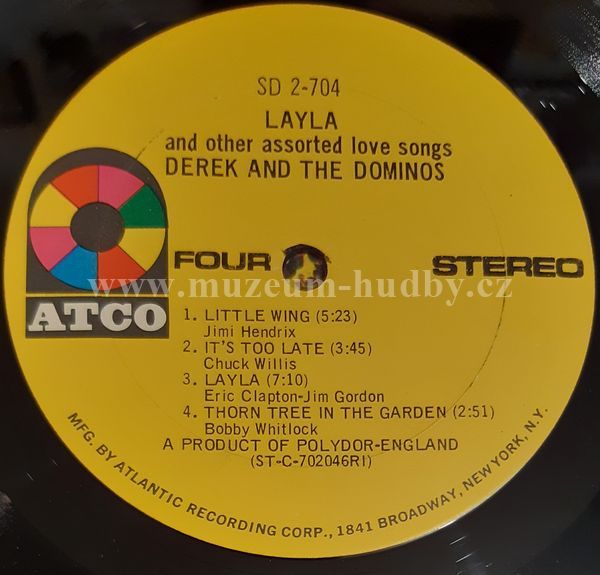 SD 2-704
LAYLA
and other assorted love songs
DEREK AND THE DOMINOS
FOUR
STEREO
www.muzeum-hudby.cz
ATCO
1. LITTLE WING (5:23)
Jimi Hendrix
2. IT'S TOO LATE (3:45)
Chuck Willis
3. LAYLA (7:10)
Eric Clapton-Jim Gordon
4. THORN TREE IN THE GARDEN (2:51)
Bobby Whitlock
A PRODUCT OF POLYDOR-ENGLAND
(ST-C-702046RI)
MFG. BY ATLANTIC RECORDING CORP., 1841 BROADWAY, NEW YORK, N.Y.